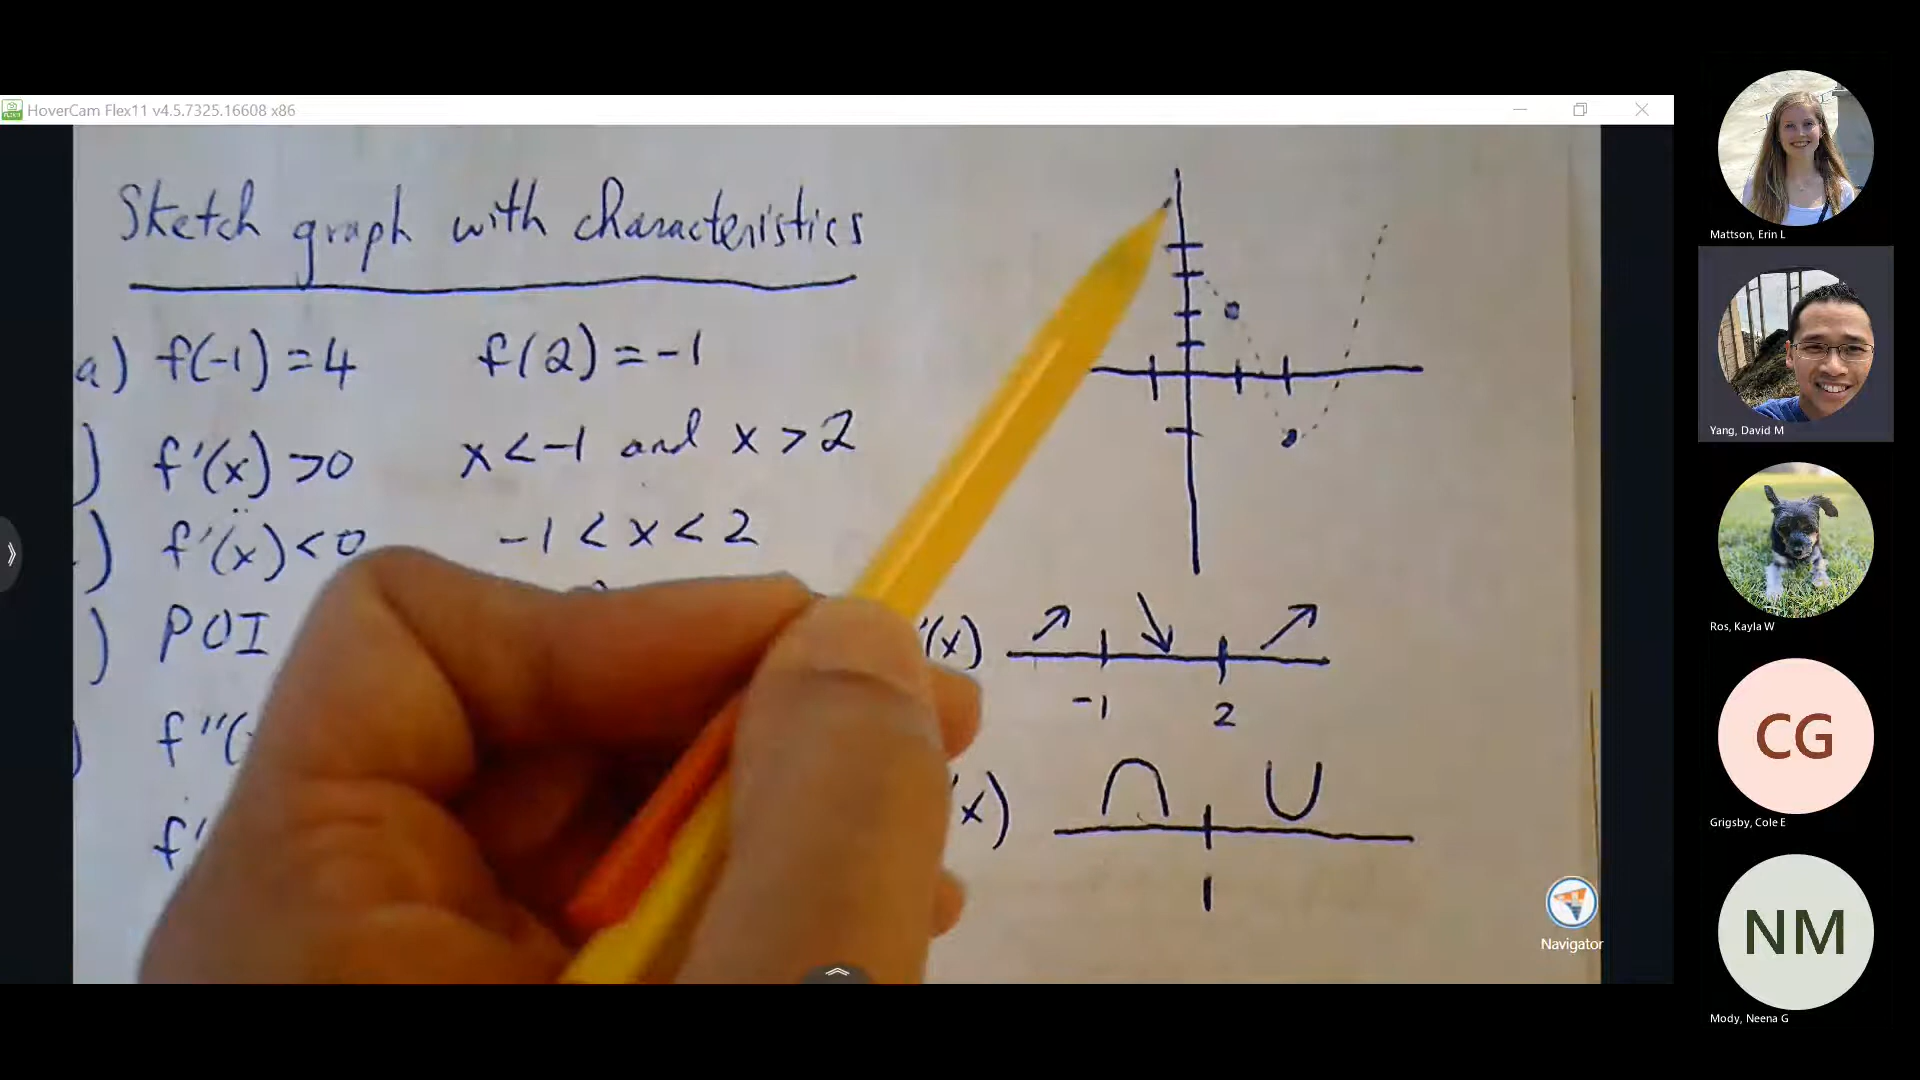 HoverCam Flex11 v4.5.7325.16608 x86
Sketch graph with characteristics
a) f(-1) = 4 f(2) = -1
) f'(x) > 0 x < -1 and x > 2
) f'(x) < 0 -1 < x < 2
) POI
'(x)
-1 2
f''(
'x)
f'
1
Navigator
Mattson, Erin L
Yang, David M
Ros, Kayla W
CG
Grigsby, Cole E
NM
Mody, Neena G